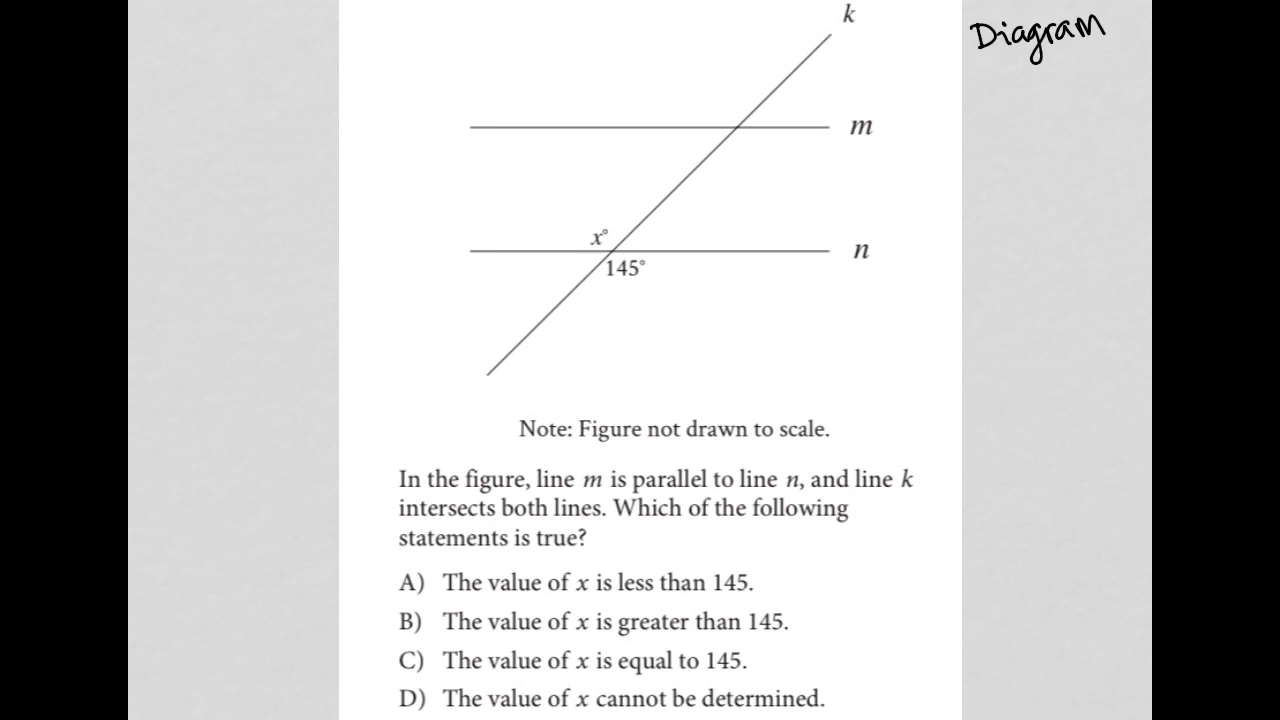 k
Diagram
m
x°
n
145°
Note: Figure not drawn to scale.
In the figure, line m is parallel to line n, and line k
intersects both lines. Which of the following
statements is true?
A) The value of x is less than 145.
B) The value of x is greater than 145.
C) The value of x is equal to 145.
D) The value of x cannot be determined.